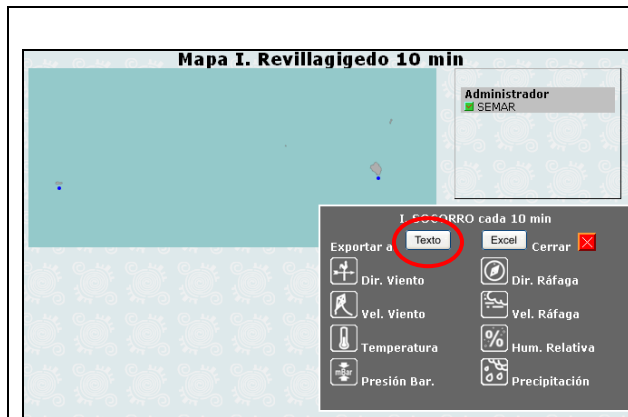 Mapa I. Revillagigedo 10 min
Administrador
SEMAR
I. SOCORRO cada 10 min
Exportar a Texto Excel Cerrar
Dir. Viento Dir. Ráfaga
Vel. Viento Vel. Ráfaga
Temperatura % Hum. Relativa
mBar Presión Bar. Precipitación